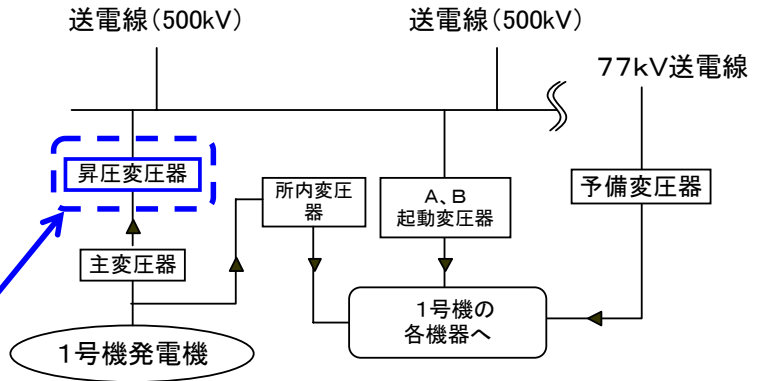 送電線(500kV)
送電線(500kV)
77kV送電線
昇圧変圧器
所内変圧
器
A、B
起動変圧器
予備変圧器
主変圧器
1号機の
各機器へ
1号機発電機